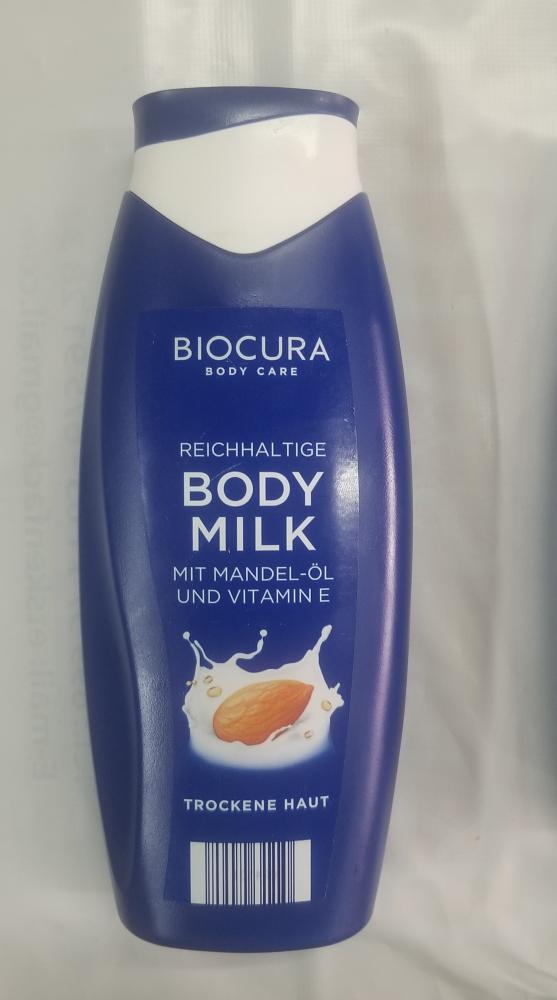 BIOCURA
BODY CARE
REICHHALTIGE
BODY
MILK
MIT MANDEL-ÖL
UND VITAMIN E
TROCKENE HAUT